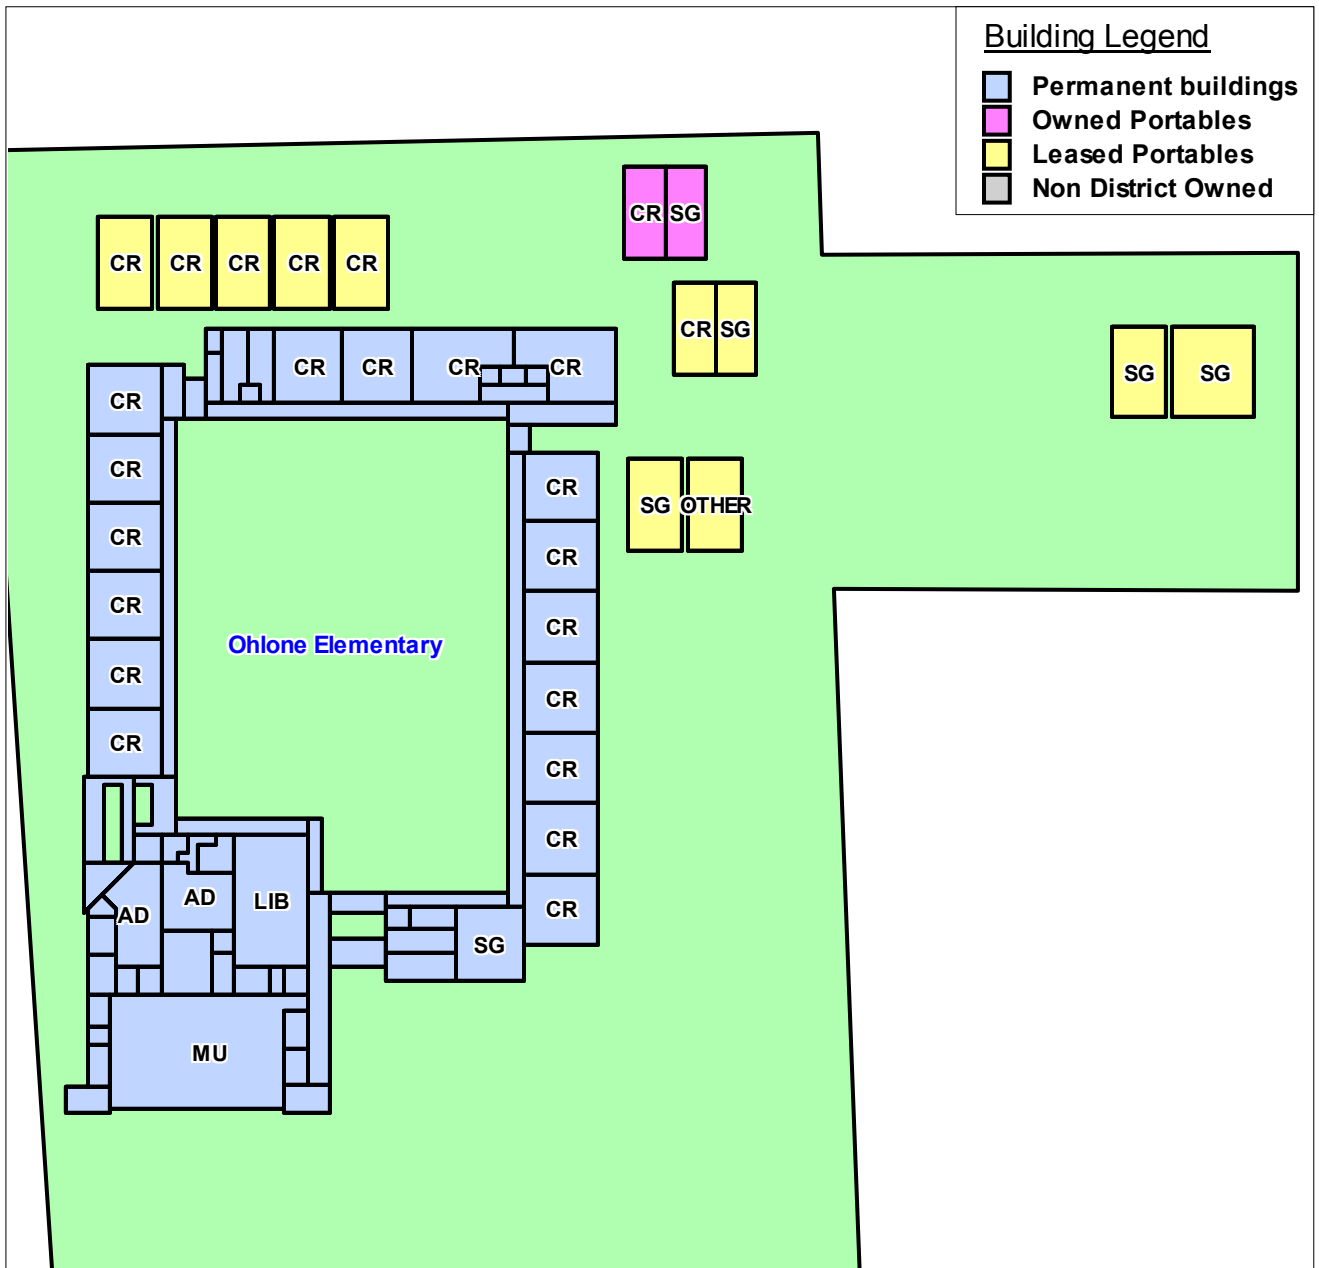 Building Legend
Permanent buildings
Owned Portables
Leased Portables
Non District Owned
CR SG
CR CR CR CR CR
CR SG
CR CR CR CR
SG SG
CR
CR
CR
SG OTHER
CR
CR
CR
CR
Ohlone Elementary
CR
CR
CR
CR
CR
CR
AD
LIB
CR
AD
SG
MU